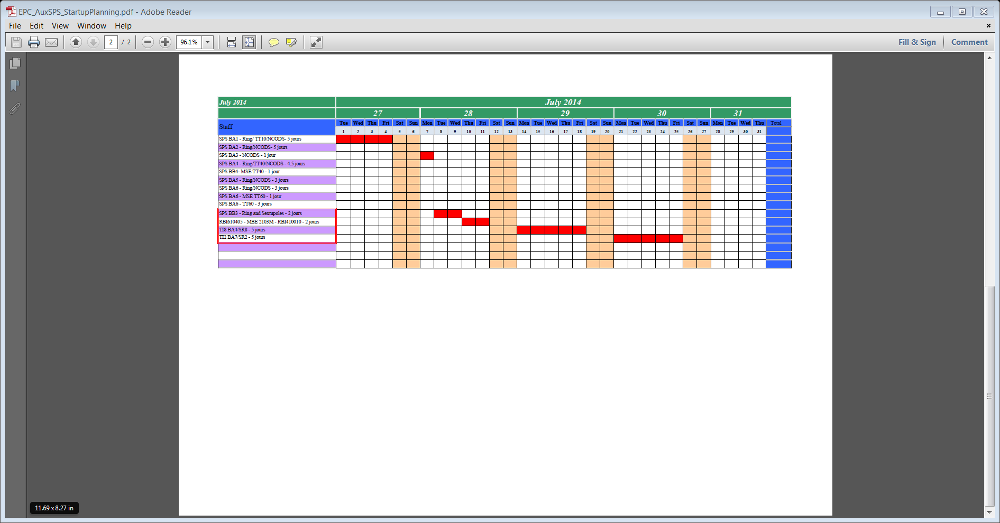 EPC_AuxSPS_StartupPlanning.pdf - Adobe Reader
File Edit View Window Help
2 / 2 96.1% Fill & Sign Comment
July 2014 July 2014
27 28 29 30 31
Staff Tue Wed Thu Fri Sat Sun Mon Tue Wed Thu Fri Sat Sun Mon Tue Wed Thu Fri Sat Sun Mon Tue Wed Thu Fri Sat Sun Mon Tue Wed Thu Total
1 2 3 4 5 6 7 8 9 10 11 12 13 14 15 16 17 18 19 20 21 22 23 24 25 26 27 28 29 30 31
SPS BA1 - Ring/ TT10/NCODS- 5 jours
SPS BA2 - Ring/NCODS- 5 jours
SPS BA3 - NCODS - 1 jour
SPS BA4 - Ring/TT40/NCODS - 4.5 jours
SPS BB4- MSE TT40 - 1 jour
SPS BA5 - Ring/NCODS - 3 jours
SPS BA6 - Ring/NCODS - 3 jours
SPS BA6 - MSE TT60 - 1 jour
SPS BA6 - TT60 - 3 jours
SPS BB3 - Ring and Sextupoles - 2 jours
RBI610405 - MBE 2103M - RBI410010 - 2 jours
TI8 BA4/SR8 - 5 jours
TI2 BA7/SR2 - 5 jours
11.69 x 8.27 in